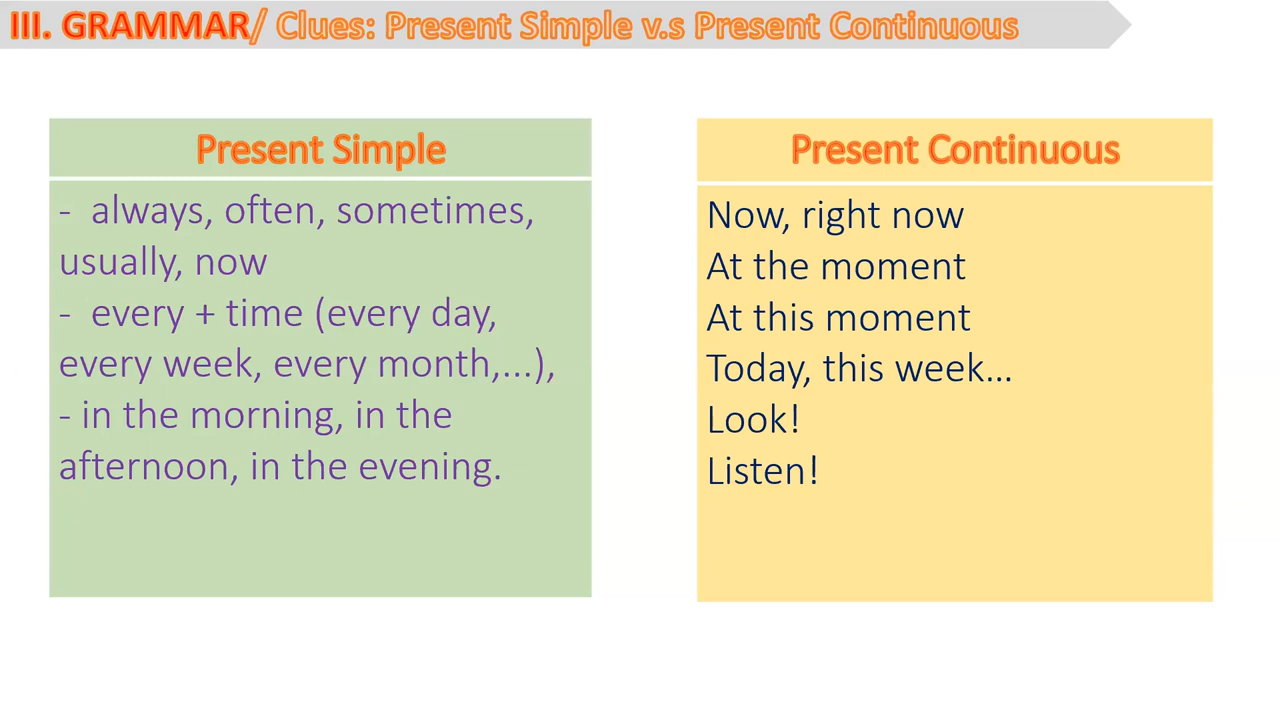 III. GRAMMAR/ Clues: Present Simple v.s Present Continuous
Present Simple
- always, often, sometimes,
usually, now
- every + time (every day,
every week, every month,...),
- in the morning, in the
afternoon, in the evening.
Present Continuous
Now, right now
At the moment
At this moment
Today, this week...
Look!
Listen!